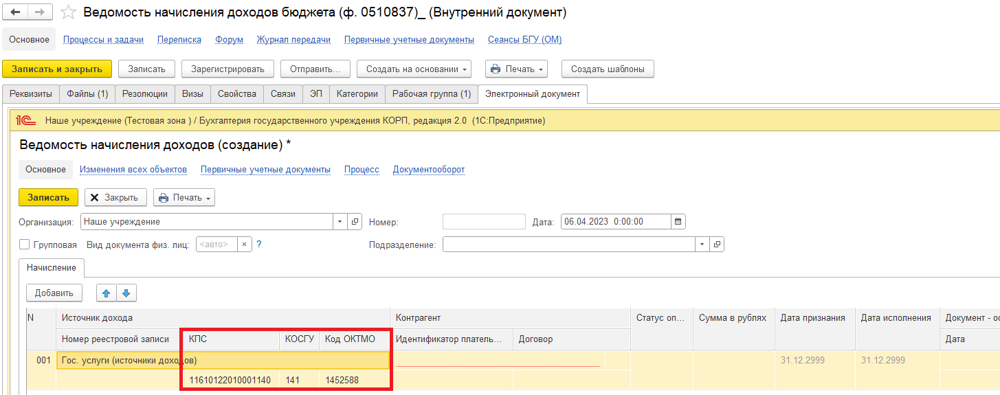 Ведомость начисления доходов бюджета (ф. 0510837)_ (Внутренний документ)
Основное Процессы и задачи Переписка Форум Журнал передачи Первичные учетные документы Сеансы БГУ (ОМ)
Записать и закрыть Записать Зарегистрировать Отправить... Создать на основании Печать Создать шаблоны
Реквизиты Файлы (1) Резолюции Визы Свойства Связи ЭП Категории Рабочая группа (1) Электронный документ
1С Наше учреждение (Тестовая зона ) / Бухгалтерия государственного учреждения КОРП, редакция 2.0 (1С:Предприятие)
Ведомость начисления доходов (создание) *
Основное Изменения всех объектов Первичные учетные документы Процесс Документооборот
Записать Закрыть Печать
Организация: Наше учреждение Номер: Дата: 06.04.2023 0:00:00
Групповая Вид документа физ. лиц: <авто> × ? Подразделение:
Начисление
Добавить
N Источник дохода Контрагент Статус оп... Сумма в рублях Дата признания Дата исполнения Документ - ос
Номер реестровой записи КПС КОСГУ Код ОКТМО Идентификатор платель... Договор Дата
001 Гос. услуги (источники доходов) 31.12.2999 31.12.2999
11610122010001140 141 1452588